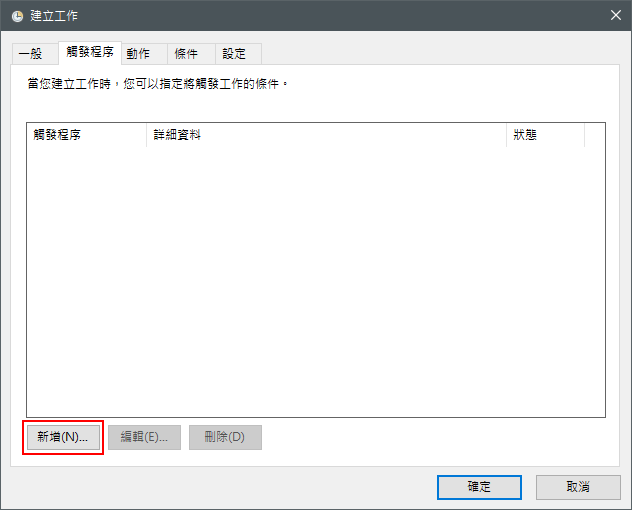 建立工作
一般 觸發程序 動作 條件 設定
當您建立工作時，您可以指定將觸發工作的條件。
觸發程序 詳細資料 狀態
新增(N)... 編輯(E)... 刪除(D)
確定 取消